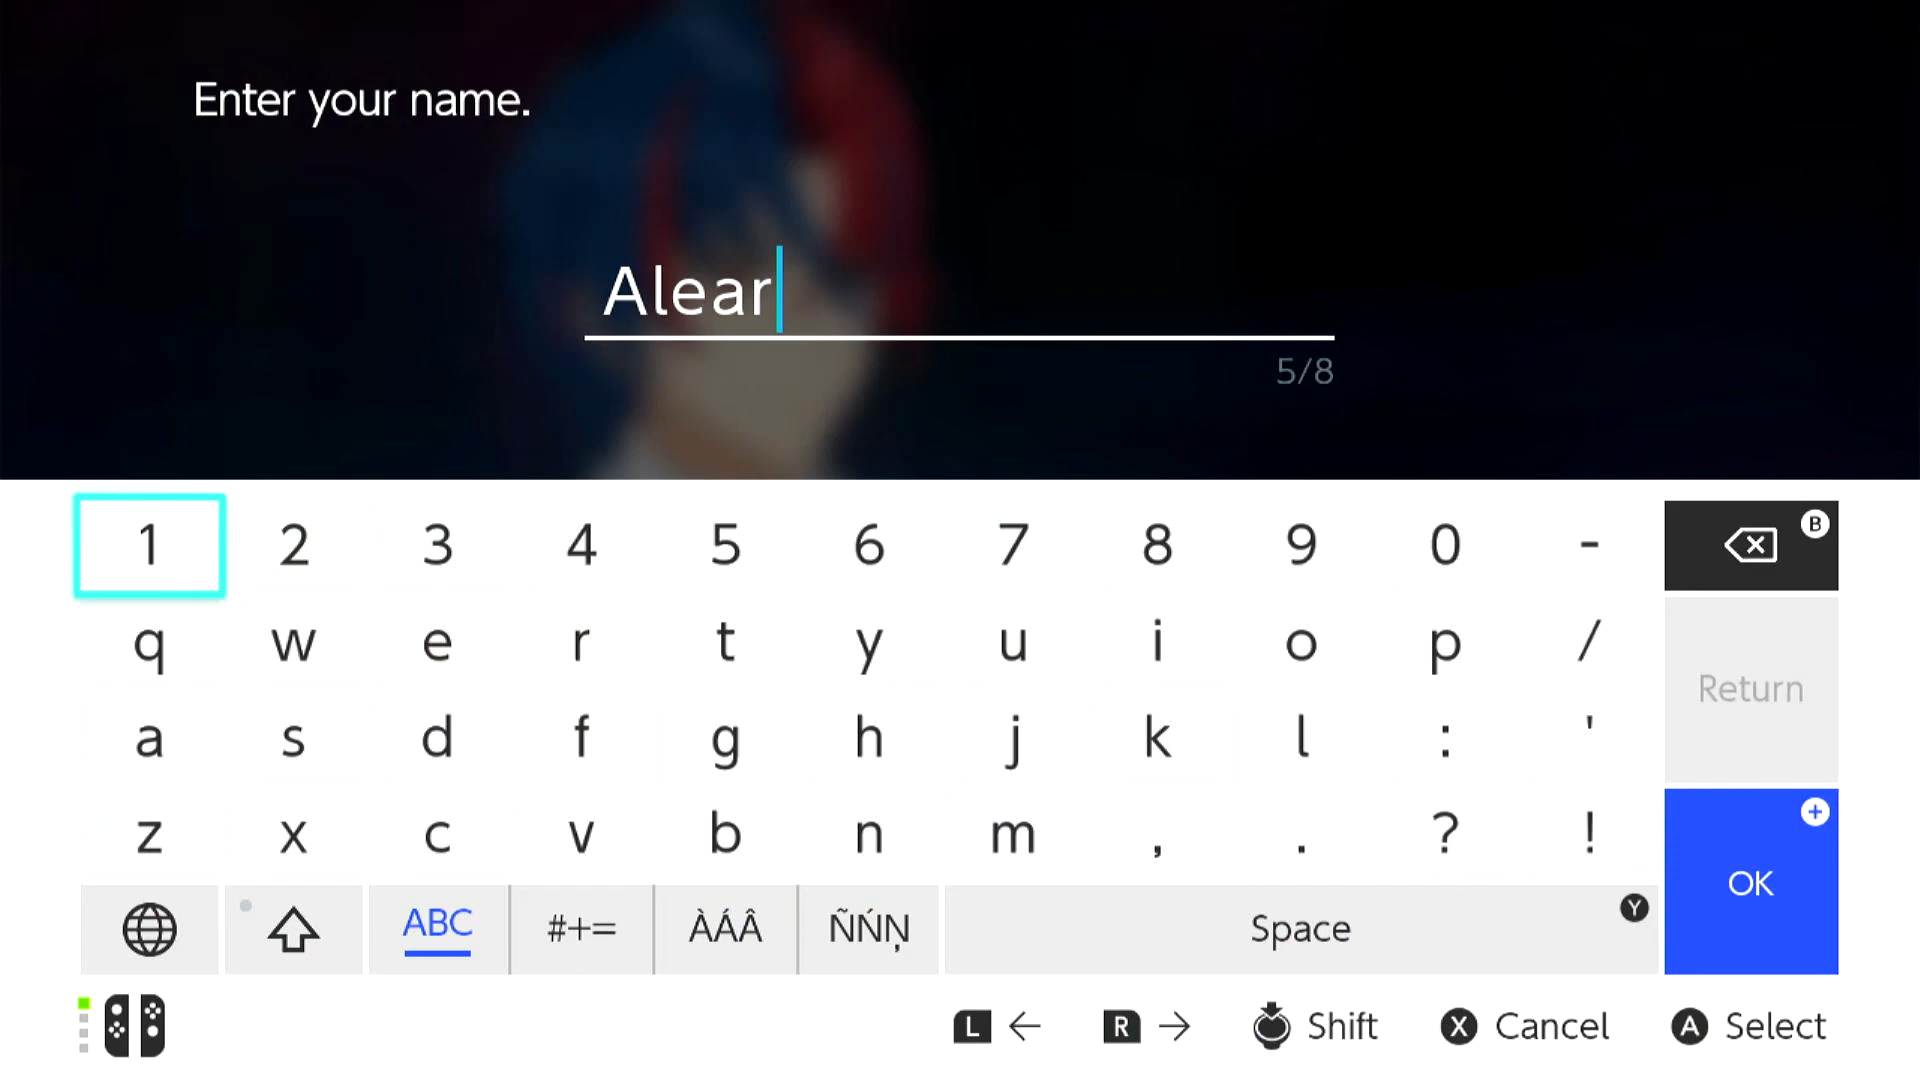 Enter your name.
Alear
5/8
1 2 3 4 5 6 7 8 9 0 - B
q w e r t y u i o p /
Return
a s d f g h j k l : '
z x c v b n m , . ? ! +
OK
ABC #+= ÀÁÂ ÑŃŅ Space Y
L ← R → Shift X Cancel A Select